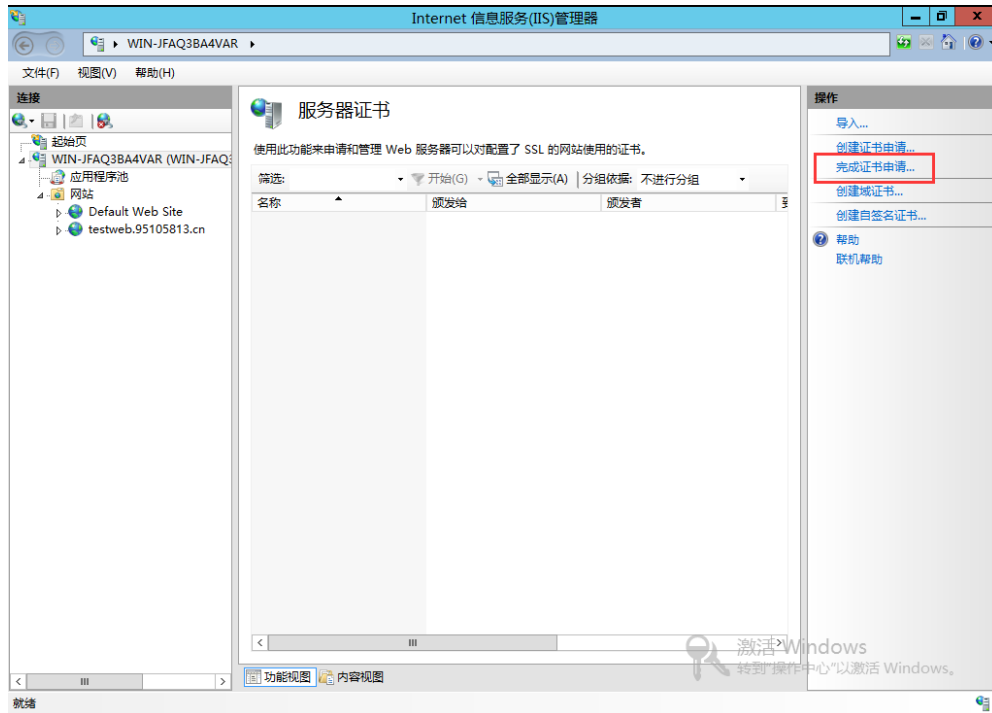 Internet 信息服务(IIS)管理器
WIN-JFAQ3BA4VAR
文件(F) 视图(V) 帮助(H)
连接
起始页
WIN-JFAQ3BA4VAR (WIN-JFAQ3
应用程序池
网站
Default Web Site
testweb.95105813.cn
服务器证书
使用此功能来申请和管理 Web 服务器可以对配置了 SSL 的网站使用的证书。
筛选: 开始(G) 全部显示(A) 分组依据: 不进行分组
名称 颁发给 颁发者 到
功能视图 内容视图
操作
导入...
创建证书申请...
完成证书申请...
创建域证书...
创建自签名证书...
帮助
联机帮助
激活 Windows
转到"操作中心"以激活 Windows。
就绪